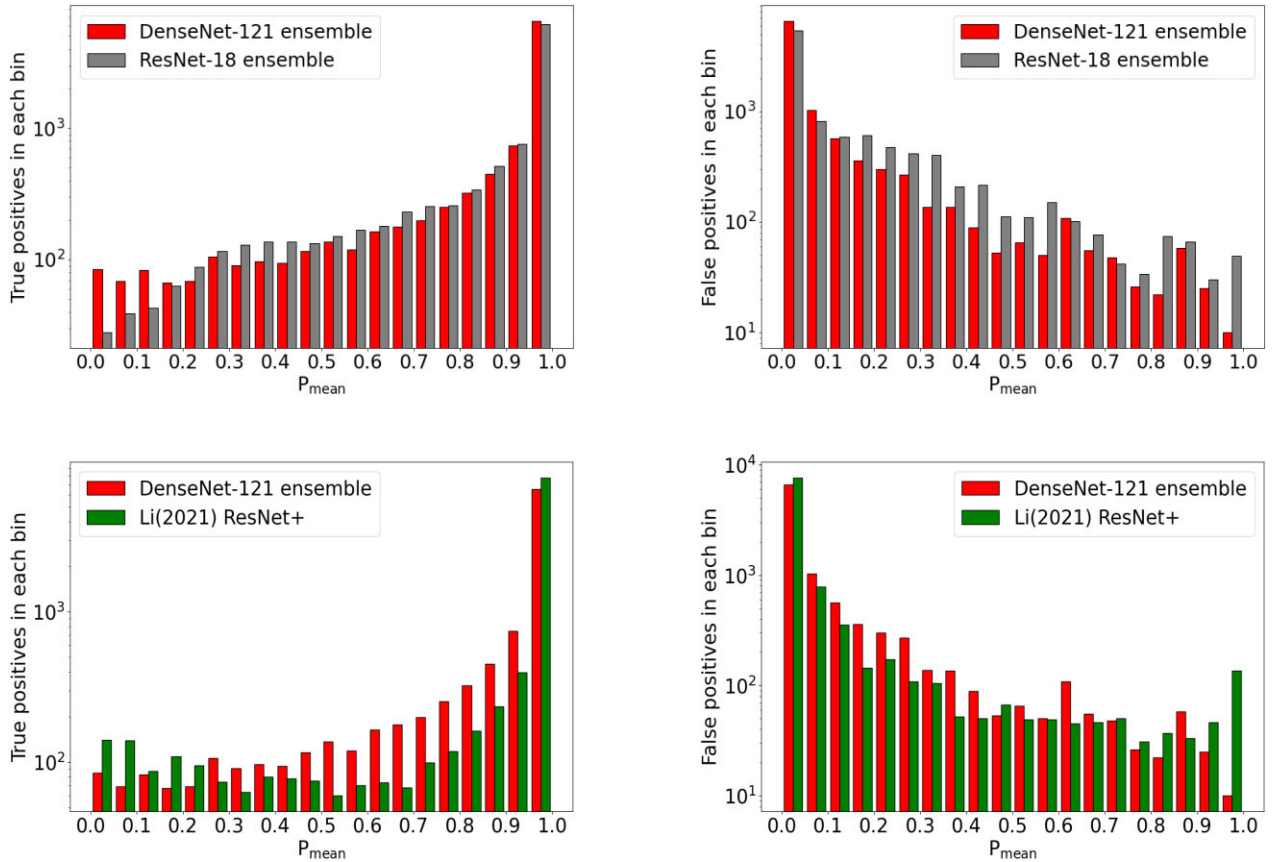 DenseNet-121 ensemble
ResNet-18 ensemble
True positives in each bin
10^3
10^2
0.0 0.1 0.2 0.3 0.4 0.5 0.6 0.7 0.8 0.9 1.0
P_mean
DenseNet-121 ensemble
ResNet-18 ensemble
False positives in each bin
10^3
10^2
10^1
0.0 0.1 0.2 0.3 0.4 0.5 0.6 0.7 0.8 0.9 1.0
P_mean
DenseNet-121 ensemble
Li(2021) ResNet+
True positives in each bin
10^3
10^2
0.0 0.1 0.2 0.3 0.4 0.5 0.6 0.7 0.8 0.9 1.0
P_mean
DenseNet-121 ensemble
Li(2021) ResNet+
False positives in each bin
10^4
10^3
10^2
10^1
0.0 0.1 0.2 0.3 0.4 0.5 0.6 0.7 0.8 0.9 1.0
P_mean